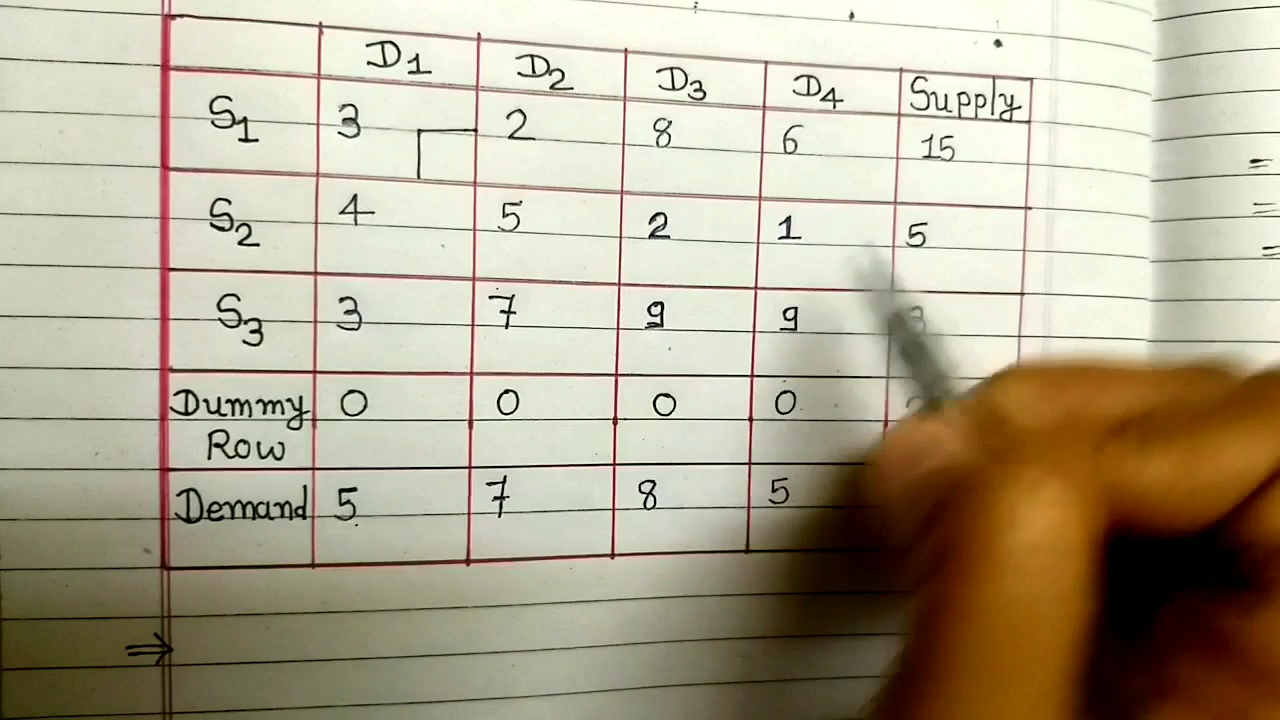 D1 D2 D3 D4 Supply
S1 3 2 8 6 15
S2 4 5 2 1 5
S3 3 7 9 9 3
Dummy 0 0 0 0
Row
Demand 5 7 8 5
⇒
=
=
=